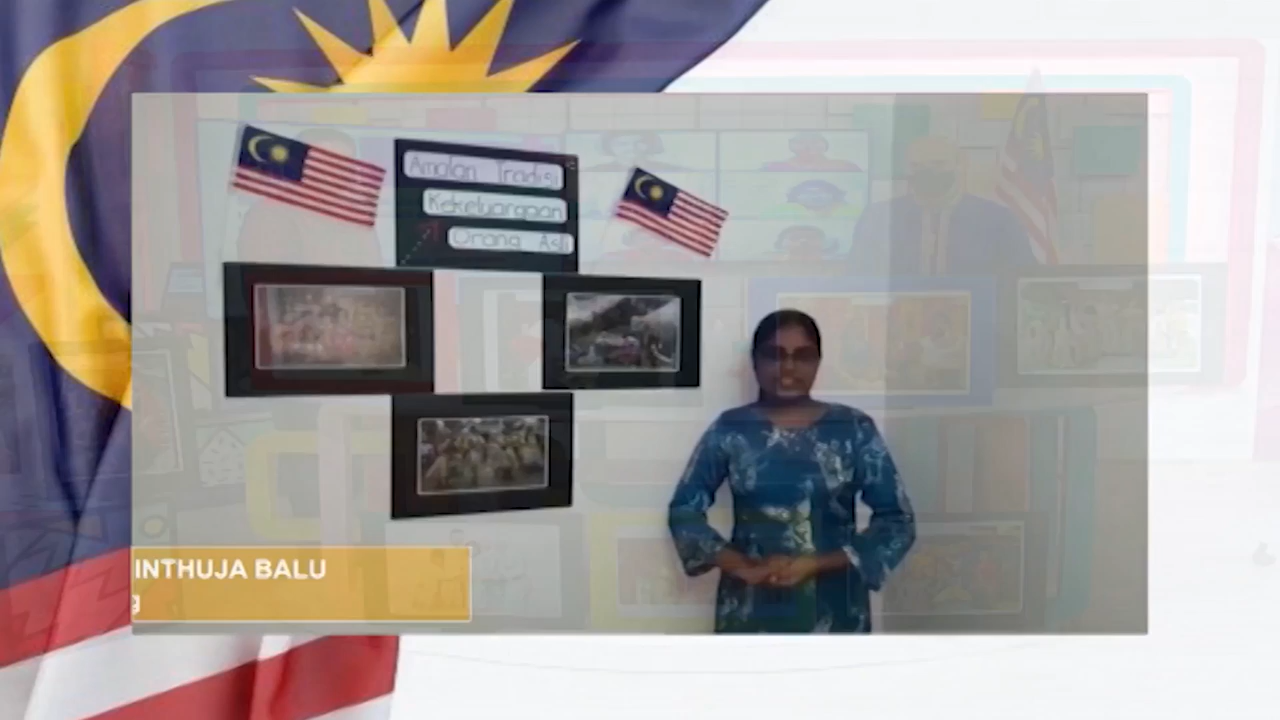 Amalan Tradisi
Kekeluargaan
Orang Asli
INTHUJA BALU
g